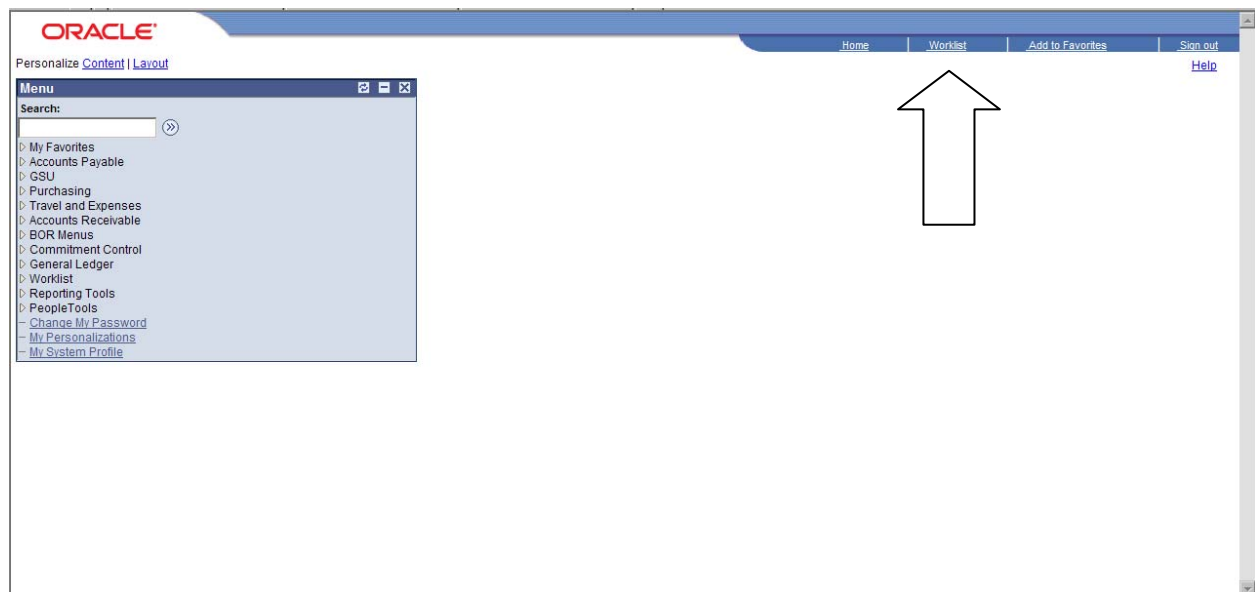 ORACLE
Home Worklist Add to Favorites Sign out
Personalize Content | Layout
Help
Menu
Search:
My Favorites
Accounts Payable
GSU
Purchasing
Travel and Expenses
Accounts Receivable
BOR Menus
Commitment Control
General Ledger
Worklist
Reporting Tools
PeopleTools
Change My Password
My Personalizations
My System Profile